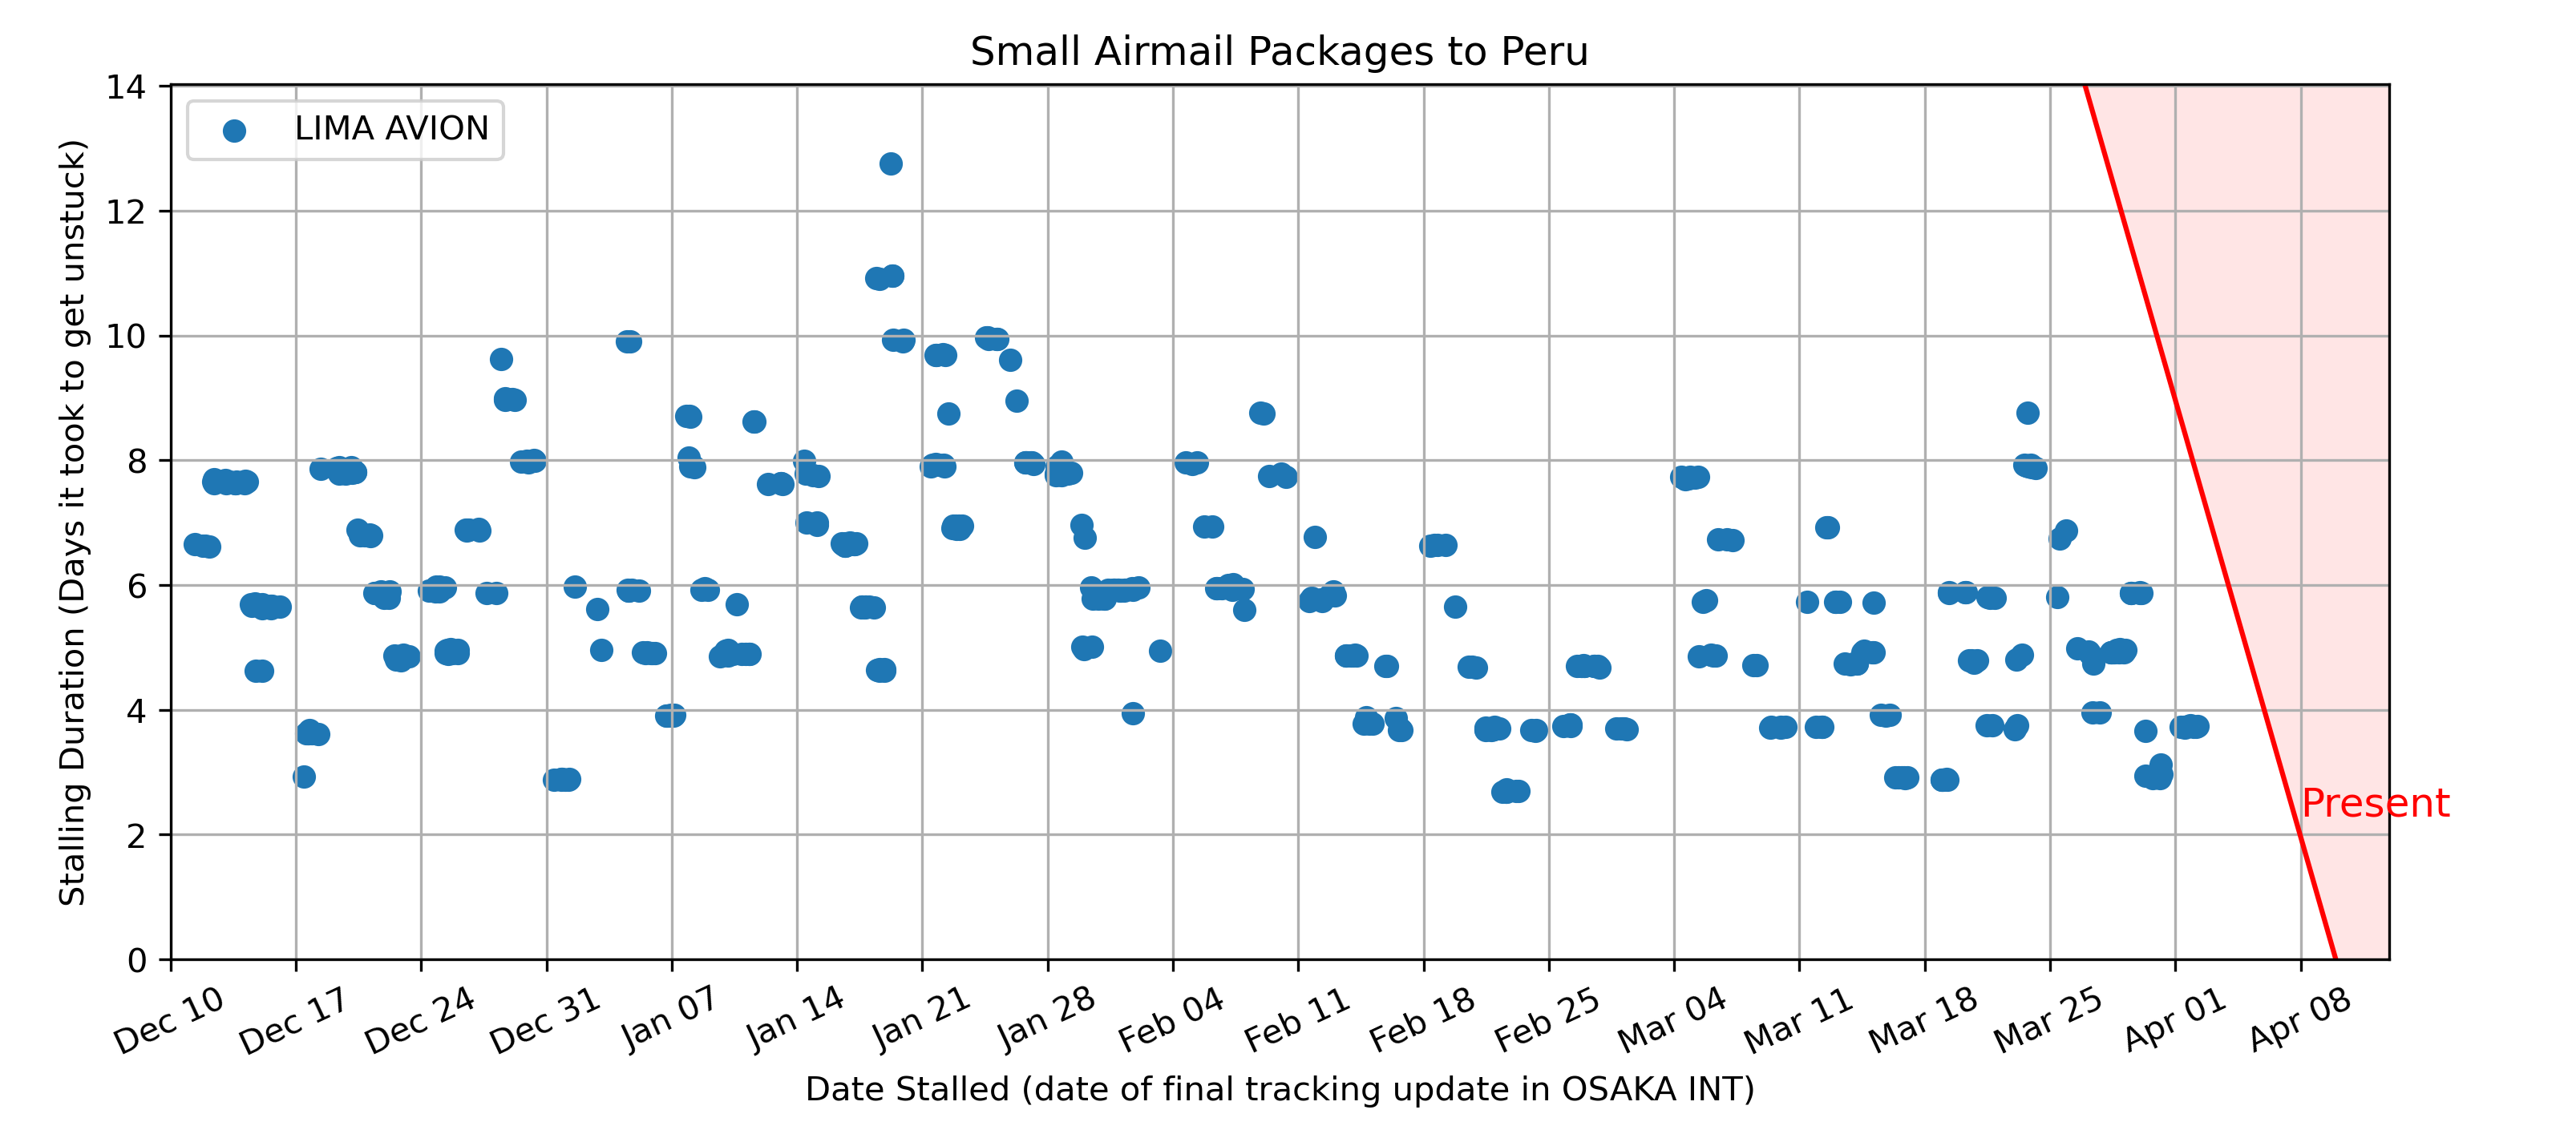 Small Airmail Packages to Peru
LIMA AVION
Stalling Duration (Days it took to get unstuck)
14
12
10
8
6
4
2
0
Present
Dec 10
Dec 17
Dec 24
Dec 31
Jan 07
Jan 14
Jan 21
Jan 28
Feb 04
Feb 11
Feb 18
Feb 25
Mar 04
Mar 11
Mar 18
Mar 25
Apr 01
Apr 08
Date Stalled (date of final tracking update in OSAKA INT)